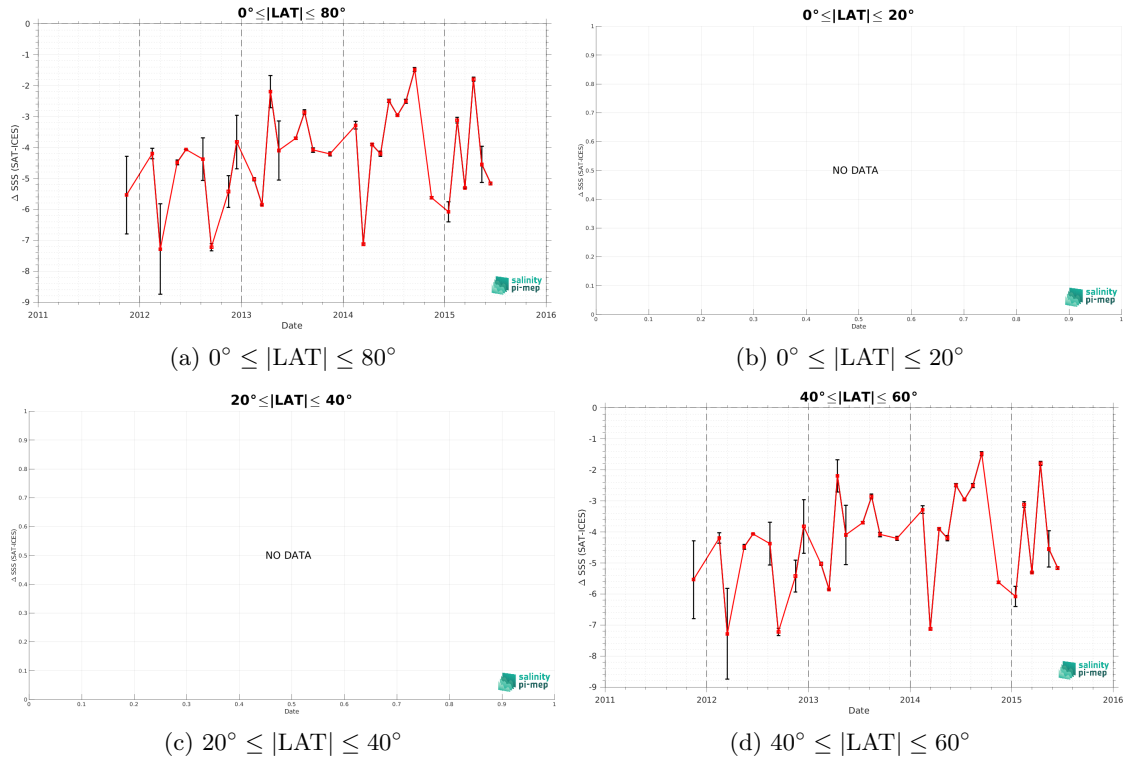 0°≤|LAT|≤ 80°
0
-1
-2
-3
-4
-5
-6
-7
-8
-9
Δ SSS (SAT-ICES)
2011 2012 2013 2014 2015 2016
Date
salinity
pi-mep
(a) 0° ≤ |LAT| ≤ 80°
0°≤|LAT|≤ 20°
1
0.9
0.8
0.7
0.6
0.5
0.4
0.3
0.2
0.1
0
Δ SSS (SAT-ICES)
NO DATA
0 0.1 0.2 0.3 0.4 0.5 0.6 0.7 0.8 0.9 1
Date
salinity
pi-mep
(b) 0° ≤ |LAT| ≤ 20°
20°≤|LAT|≤ 40°
1
0.9
0.8
0.7
0.6
0.5
0.4
0.3
0.2
0.1
0
Δ SSS (SAT-ICES)
NO DATA
0 0.1 0.2 0.3 0.4 0.5 0.6 0.7 0.8 0.9 1
Date
salinity
pi-mep
(c) 20° ≤ |LAT| ≤ 40°
40°≤|LAT|≤ 60°
0
-1
-2
-3
-4
-5
-6
-7
-8
-9
Δ SSS (SAT-ICES)
2011 2012 2013 2014 2015 2016
Date
salinity
pi-mep
(d) 40° ≤ |LAT| ≤ 60°